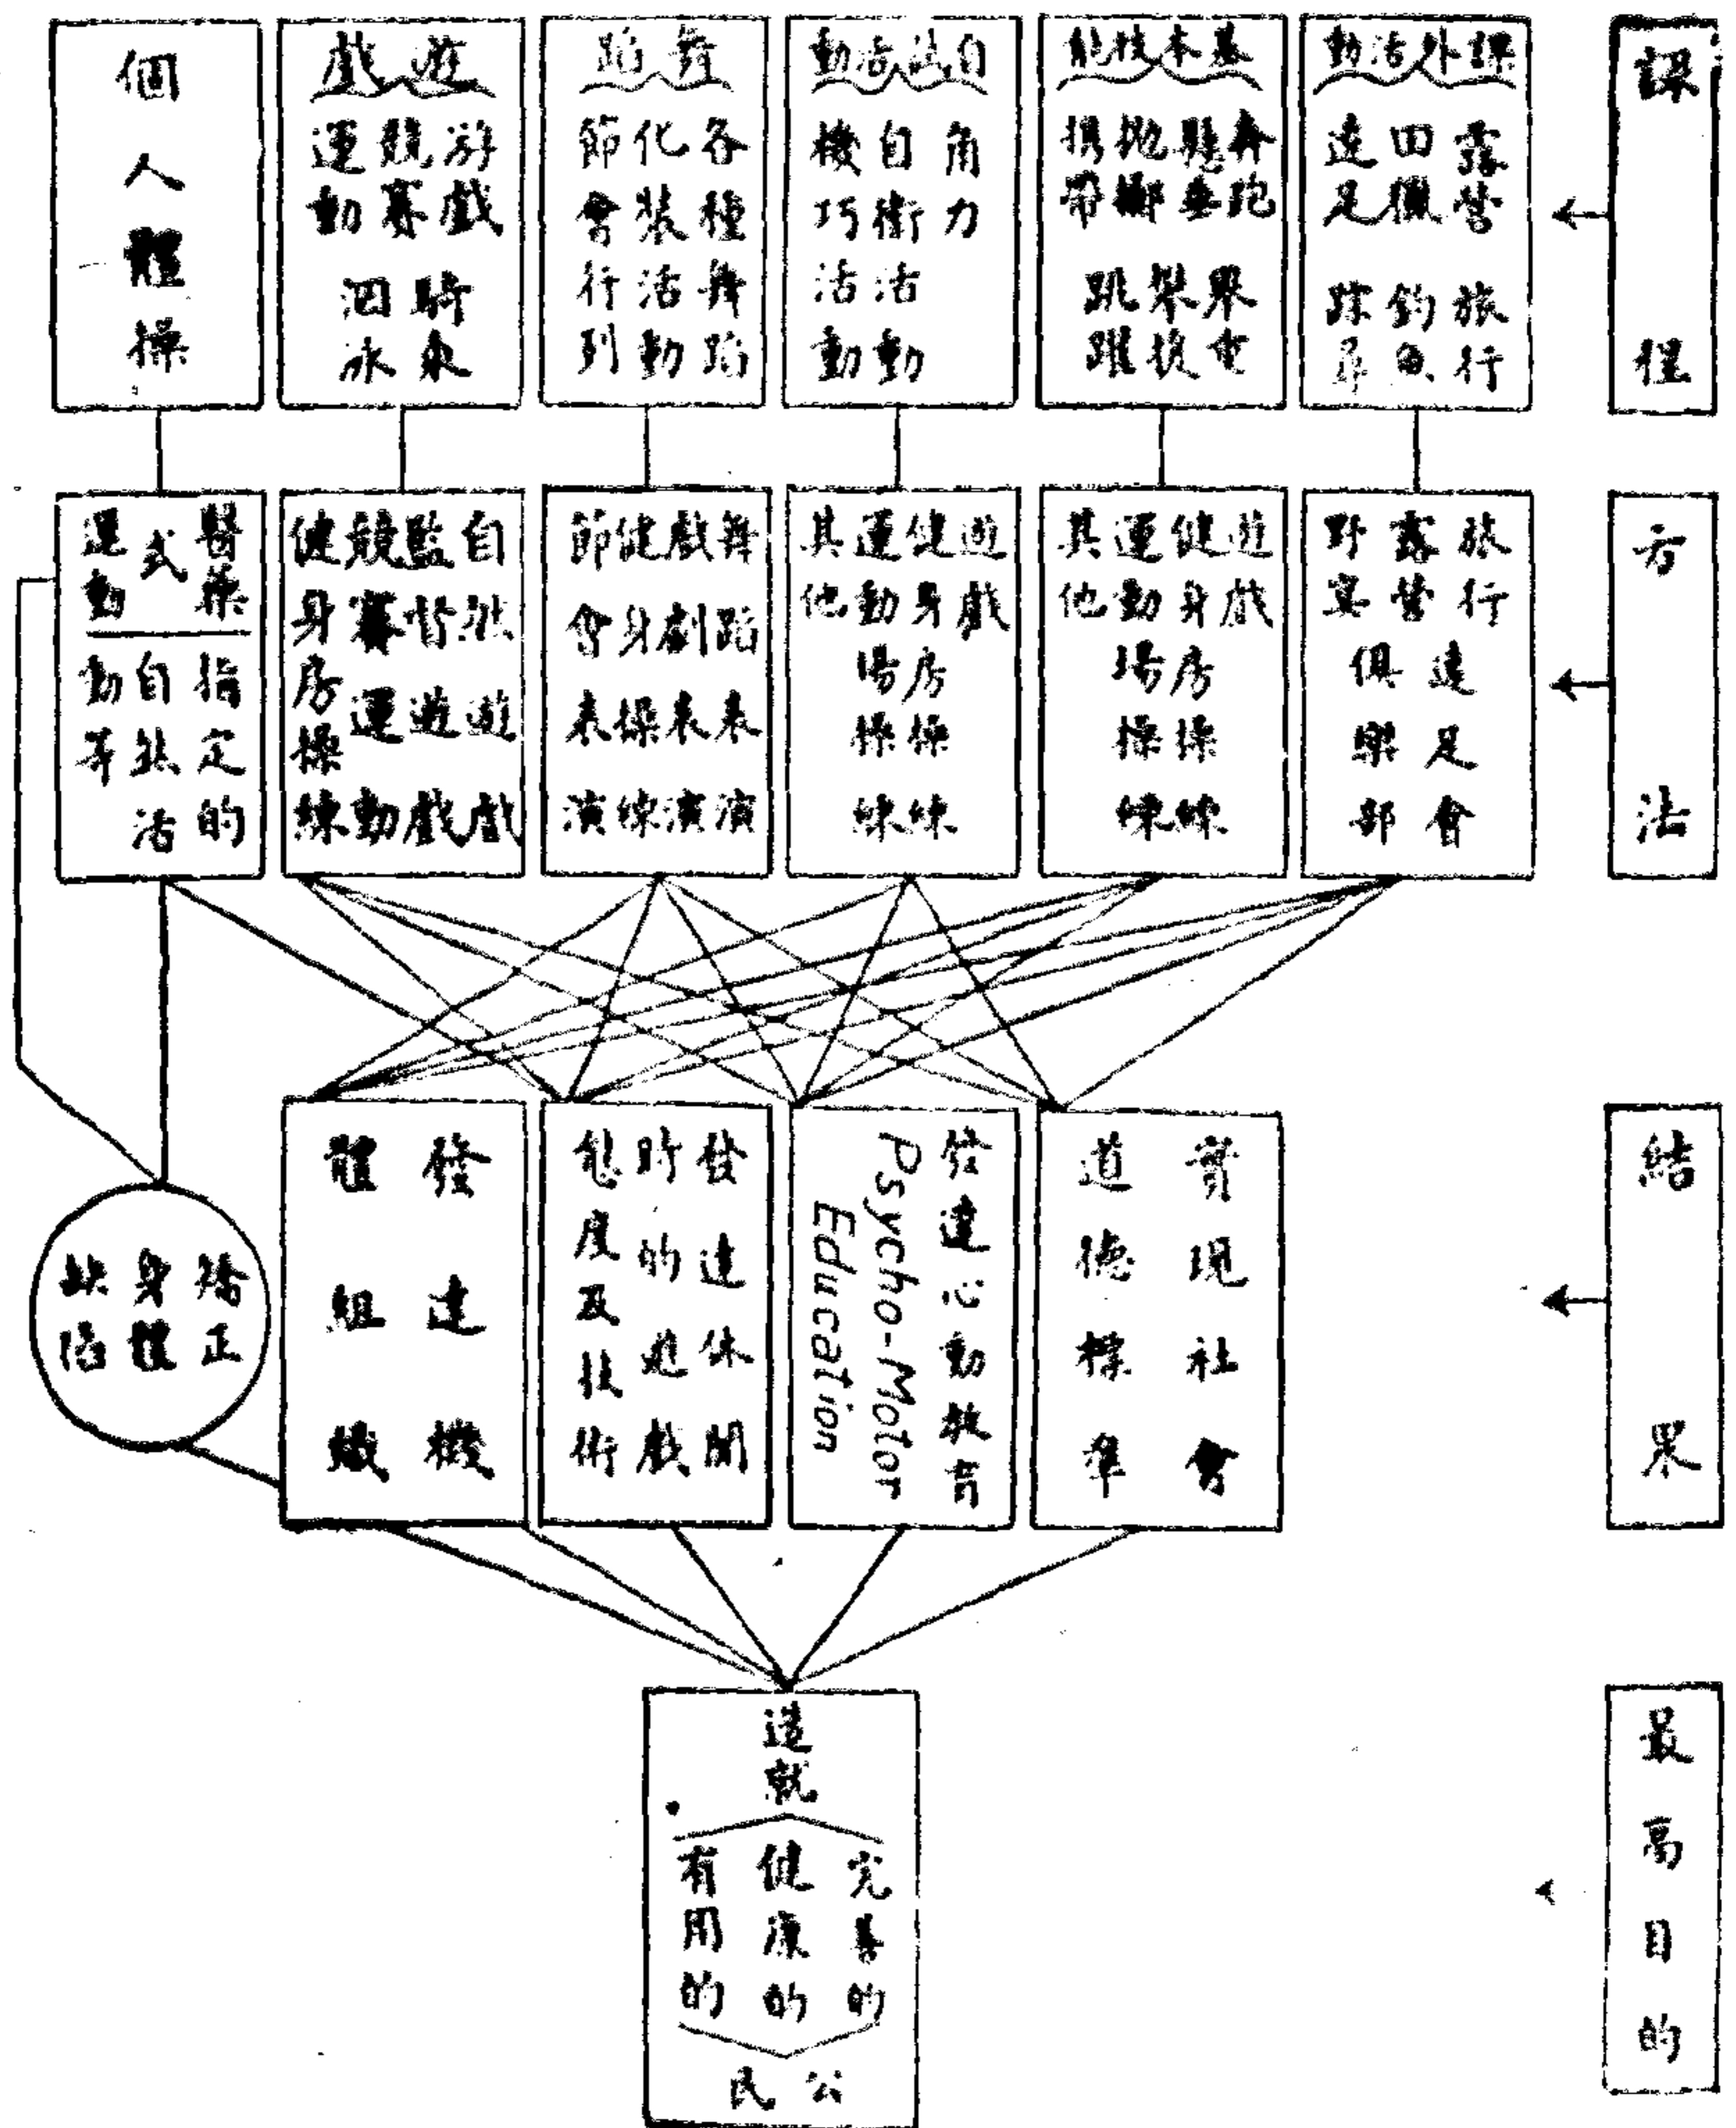 課程
課外活動
露營 旅行
田獵 釣魚
遠足 踪尋
基本技能
奔跑 舉重
懸垂 架抜
拋擲 跳躍
携帶
自試活動
角力
自衛活動
機巧活動
舞蹈
各種舞蹈
化裝活動
節會行列
遊戲
游戲 騎乘
競賽 泅冰
運動
個人體操
方法
旅行 遠足會
露營 俱樂部
野宴
遊戲
健身房操練
運動場操練
其他
遊戲
健身房操練
運動場操練
其他
舞蹈表演
戲劇表演
健身操練
節會表演
自然遊戲
監督遊戲
競賽運動
健身房操練
醫藥
式
運動
指定的
自然活
動等
結果
實現社會
道德標準
發達心動教育
Psycho-Motor
Education
發達休閒
時的遊戲
態度及技術
發達機
體組織
矯正
身體
缺陷
最高目的
造就
完善的
健康的
有用的
公民